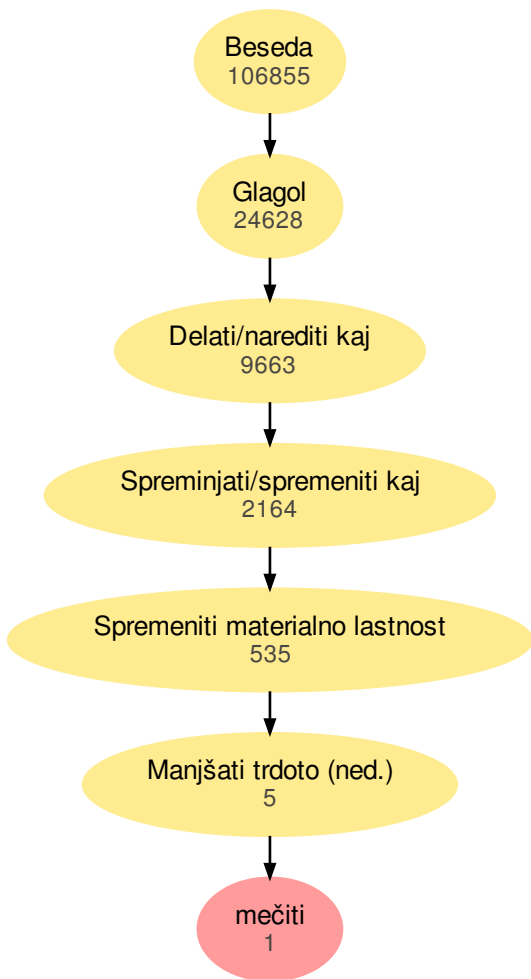 Beseda
106855
Glagol
24628
Delati/narediti kaj
9663
Spreminjati/spremeniti kaj
2164
Spremeniti materialno lastnost
535
Manjšati trdoto (ned.)
5
mečiti
1